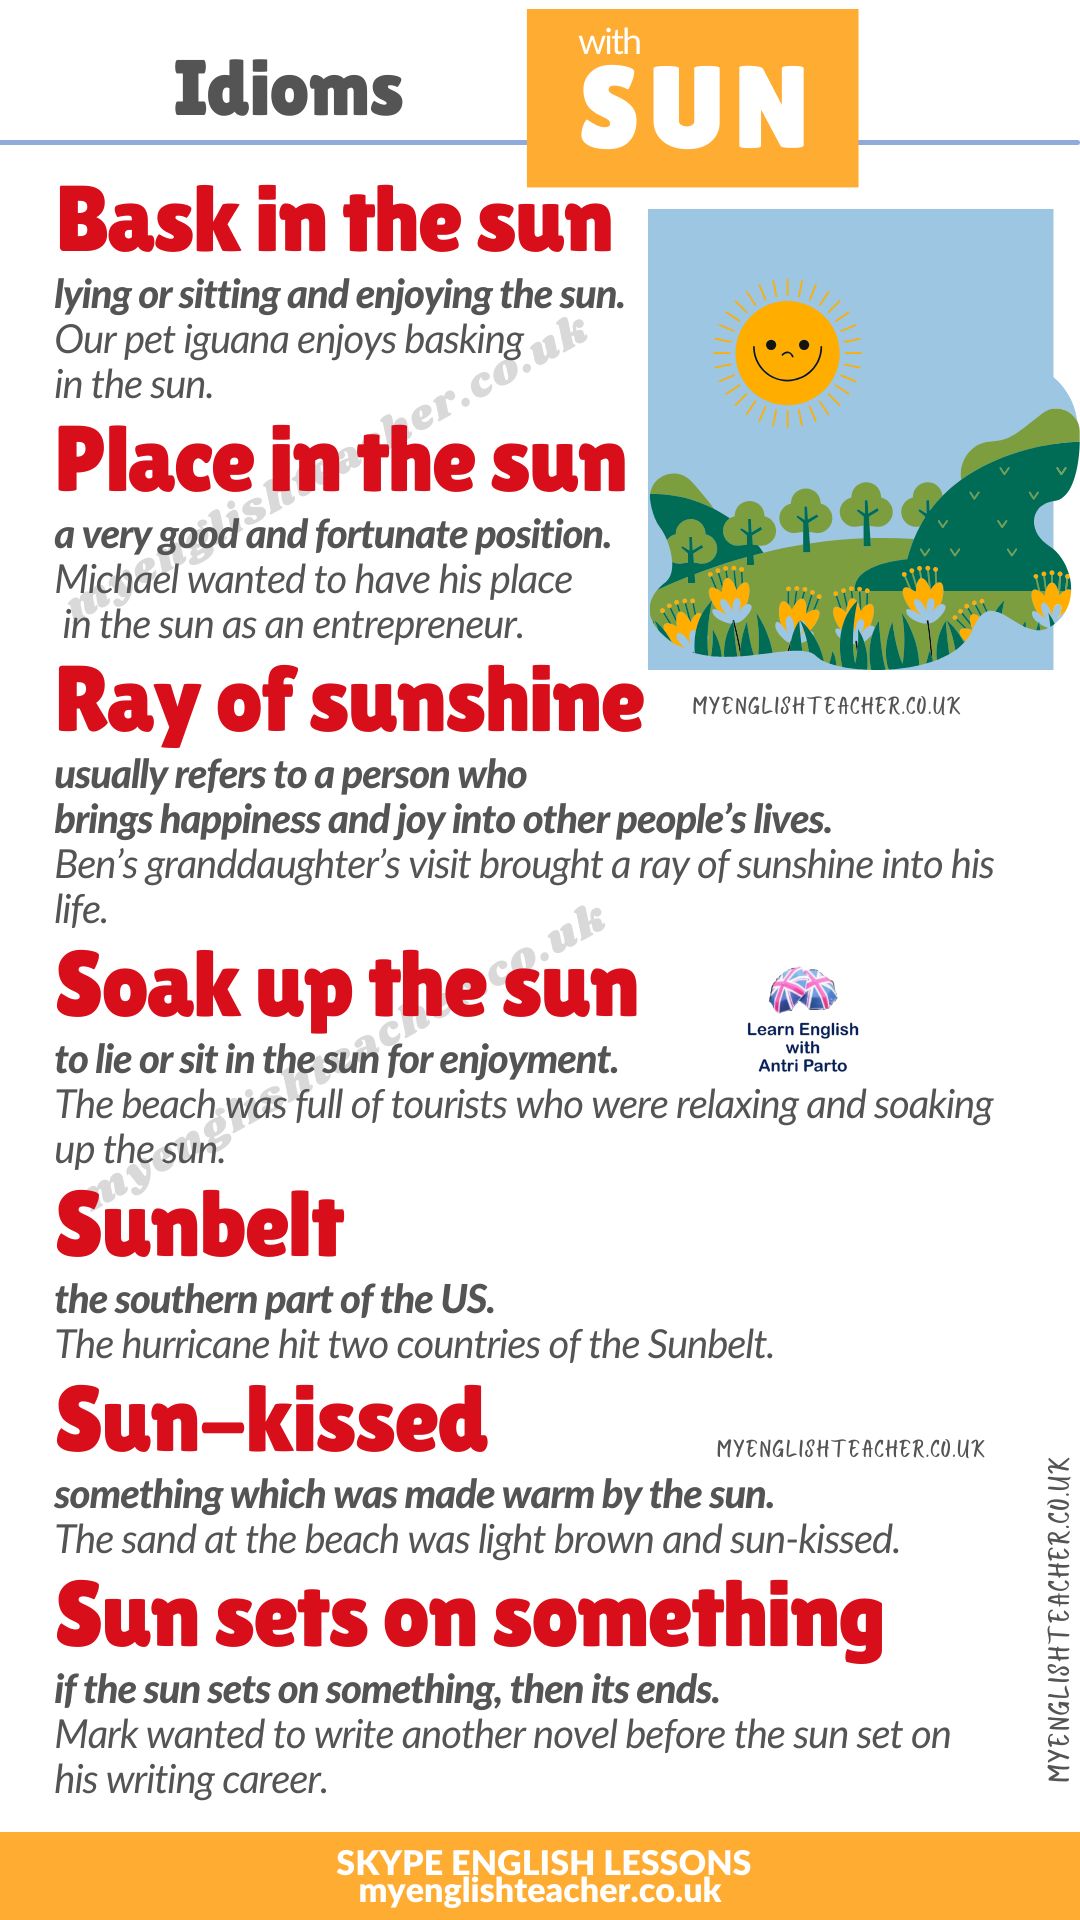 Idioms
with
SUN
Bask in the sun
lying or sitting and enjoying the sun.
Our pet iguana enjoys basking
in the sun.
myenglishteacher.co.uk
Place in the sun
a very good and fortunate position.
Michael wanted to have his place
in the sun as an entrepreneur.
Ray of sunshine
MYENGLISHTEACHER.CO.UK
usually refers to a person who
brings happiness and joy into other people's lives.
Ben's granddaughter's visit brought a ray of sunshine into his
life.
myenglishteacher.co.uk
Soak up the sun
Learn English
with
Antri Parto
to lie or sit in the sun for enjoyment.
The beach was full of tourists who were relaxing and soaking
up the sun.
Sunbelt
the southern part of the US.
The hurricane hit two countries of the Sunbelt.
Sun-kissed
MYENGLISHTEACHER.CO.UK
something which was made warm by the sun.
The sand at the beach was light brown and sun-kissed.
Sun sets on something
if the sun sets on something, then its ends.
Mark wanted to write another novel before the sun set on
his writing career.
MYENGLISHTEACHER.CO.UK
SKYPE ENGLISH LESSONS
myenglishteacher.co.uk